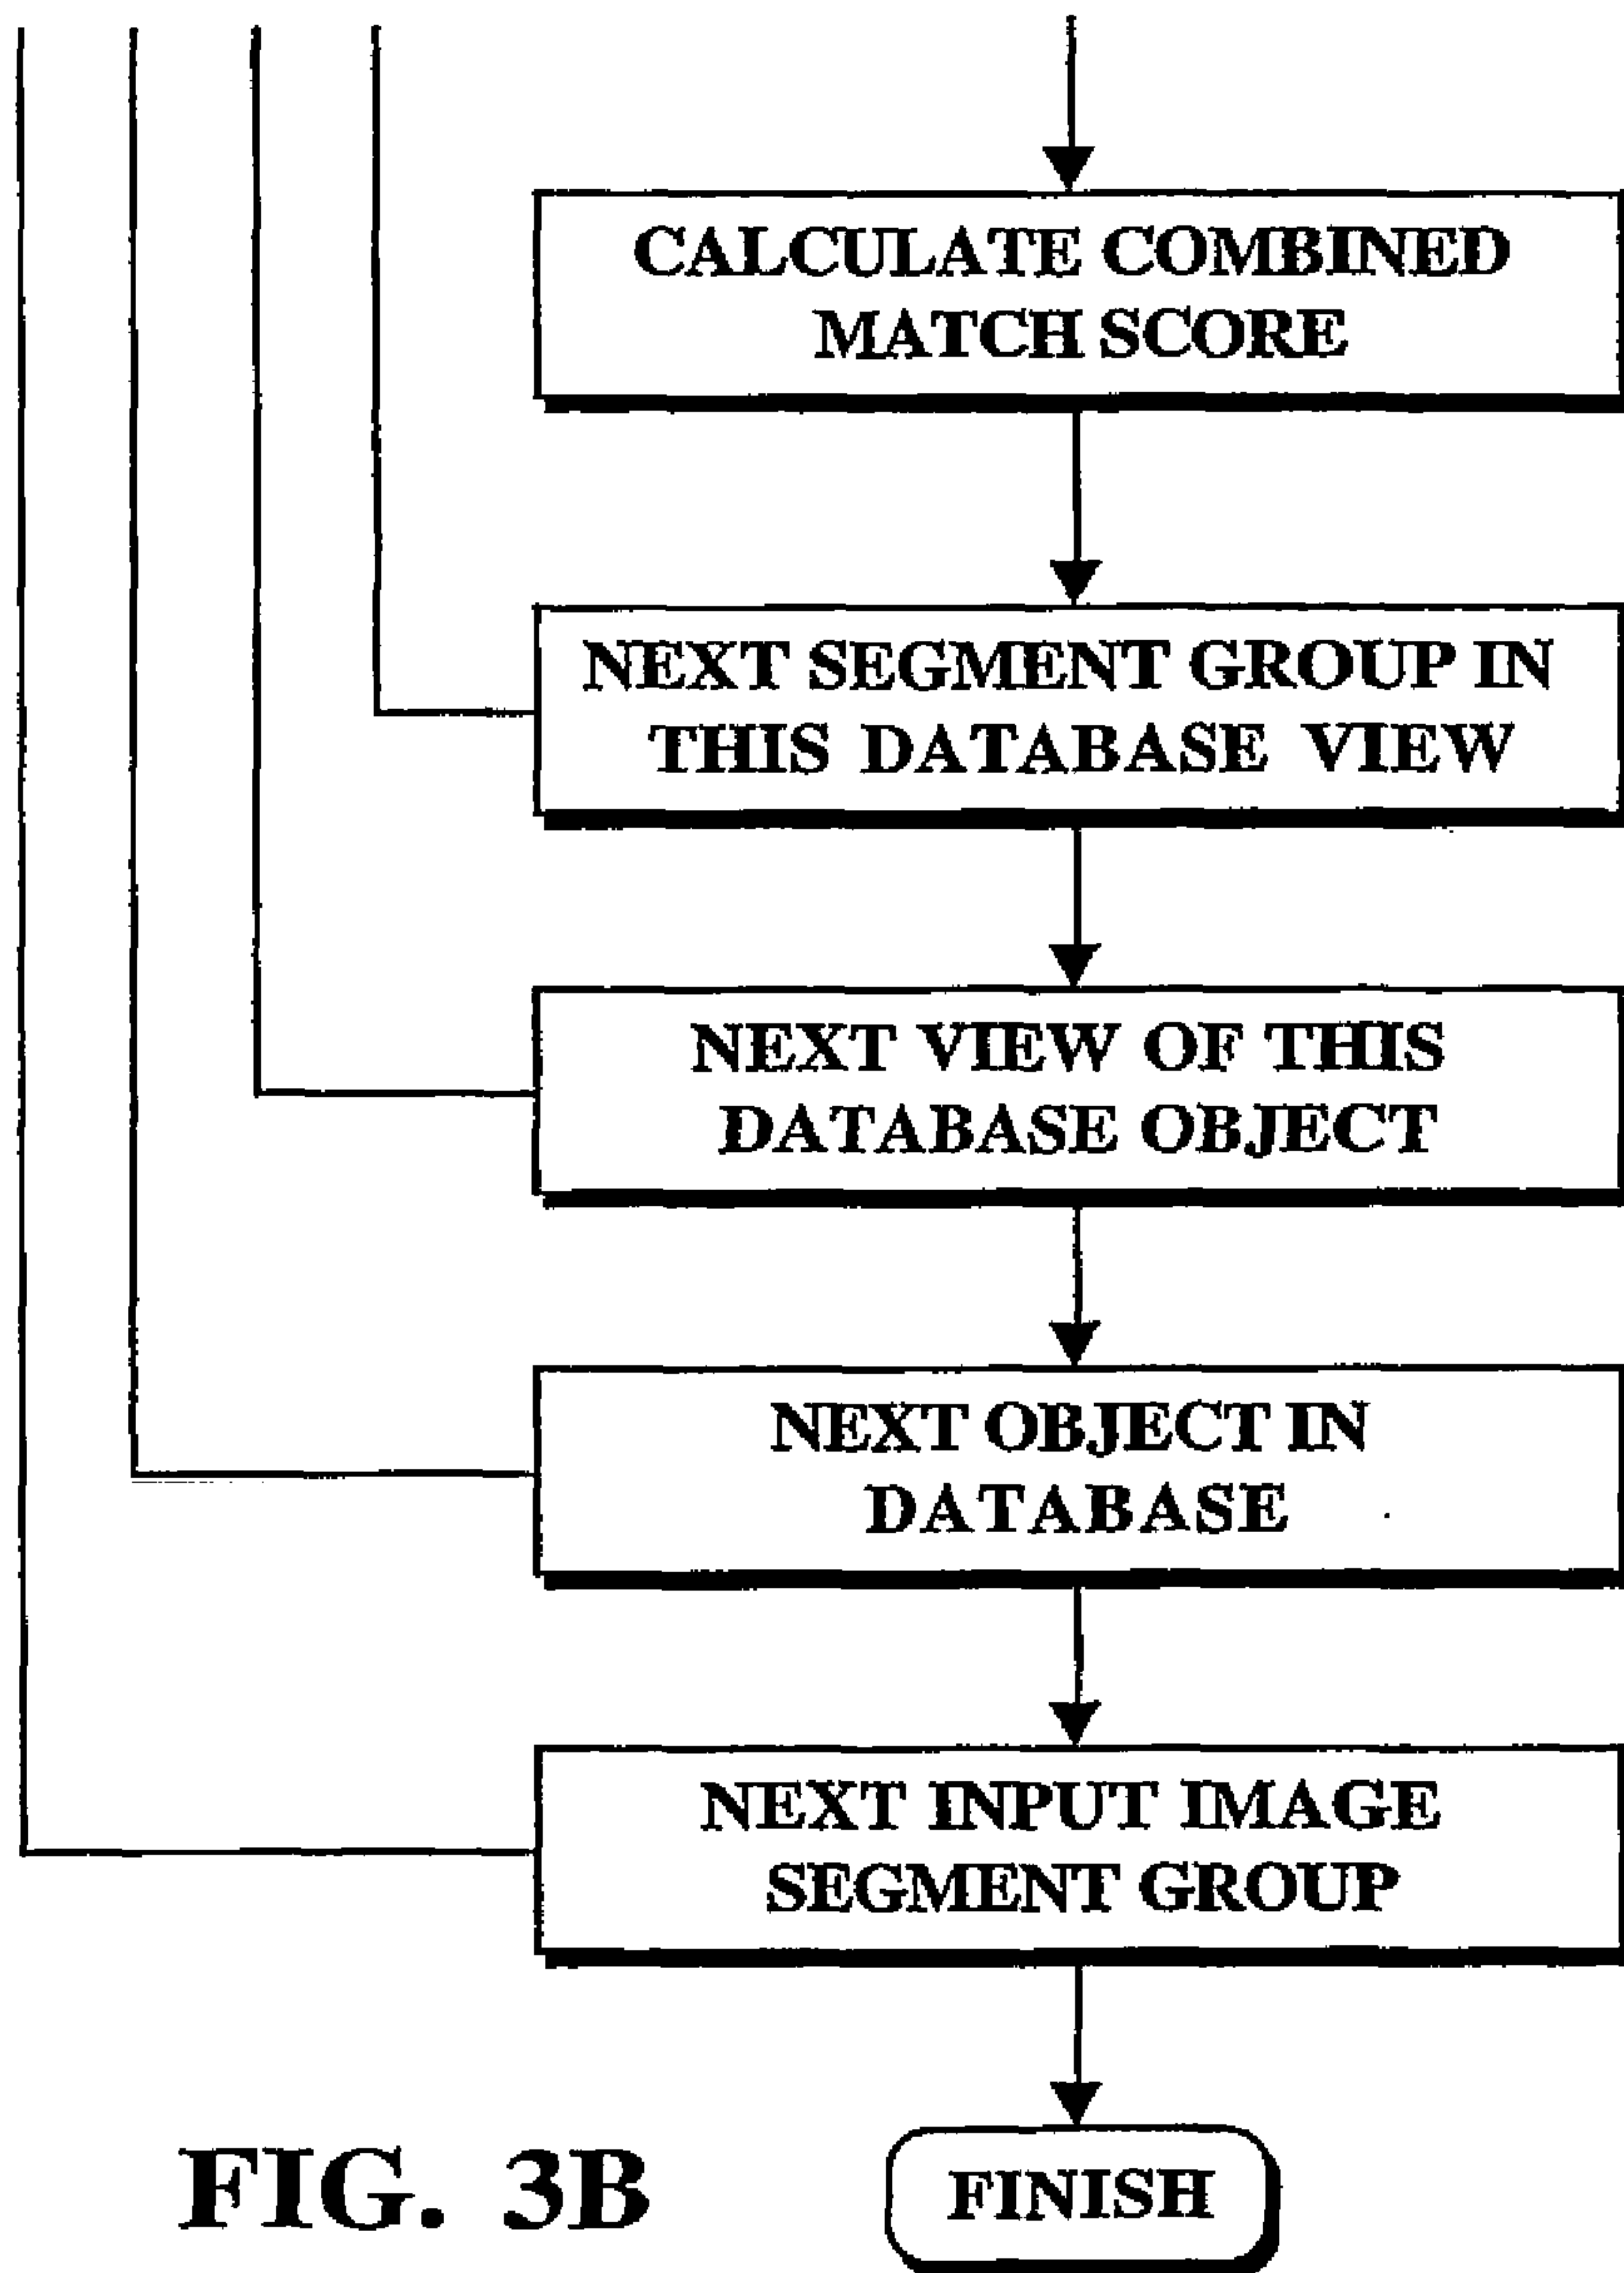 CALCULATE COMBINED
MATCH SCORE
NEXT SEGMENT GROUP IN
THIS DATABASE VIEW
NEXT VIEW OF THIS
DATABASE OBJECT
NEXT OBJECT IN
DATABASE
NEXT INPUT IMAGE
SEGMENT GROUP
FINISH
FIG. 3B